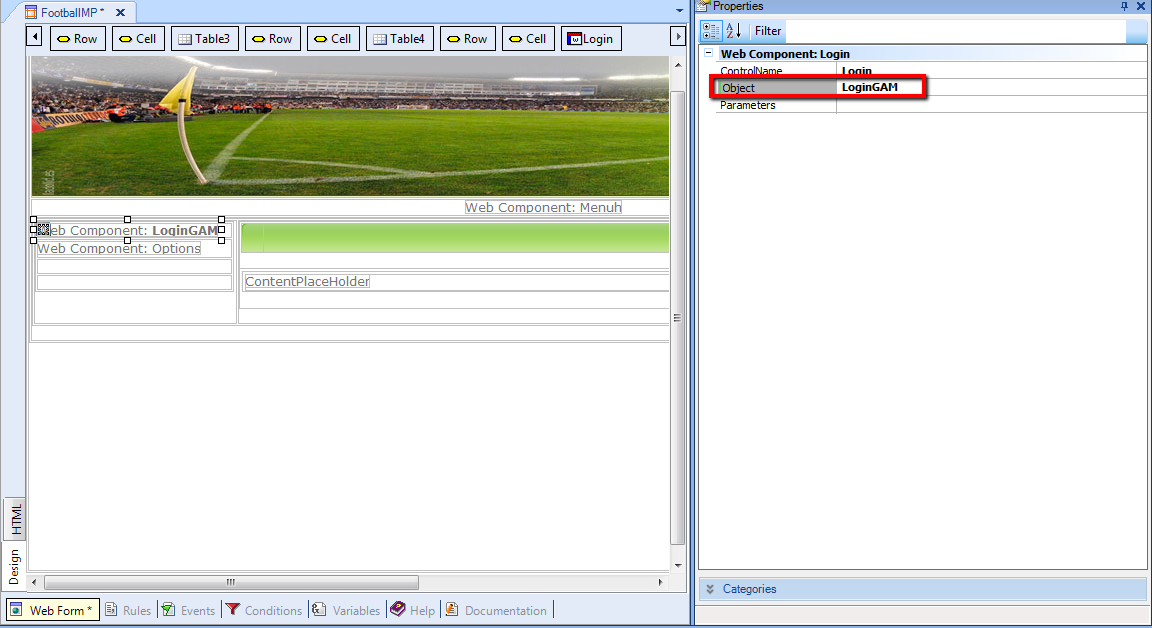 FootballMP *
Row
Cell
Table3
Row
Cell
Table4
Row
Cell
Login
Web Component: Menuh
eb Component: LoginGAM
Web Component: Options
ContentPlaceHolder
HTML
Design
Web Form *
Rules
Events
Conditions
Variables
Help
Documentation
Properties
Filter
Web Component: Login
ControlName Login
Object LoginGAM
Parameters
Categories